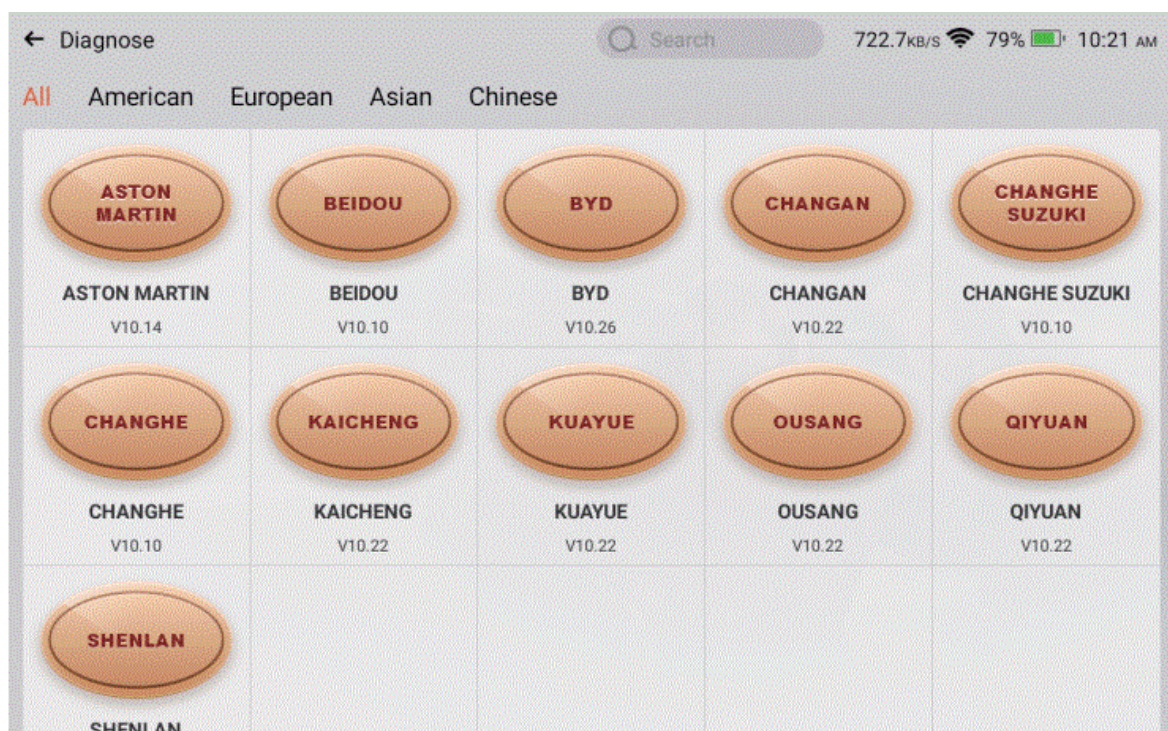 Diagnose Search 722.7KB/S 79% 10:21 AM
All American European Asian Chinese
ASTON MARTIN BEIDOU BYD CHANGAN CHANGHE SUZUKI
ASTON MARTIN BEIDOU BYD CHANGAN CHANGHE SUZUKI
V10.14 V10.10 V10.26 V10.22 V10.10
CHANGHE KAICHENG KUAYUE OUSANG QIYUAN
CHANGHE KAICHENG KUAYUE OUSANG QIYUAN
V10.10 V10.22 V10.22 V10.22 V10.22
SHENLAN
SHENLAN